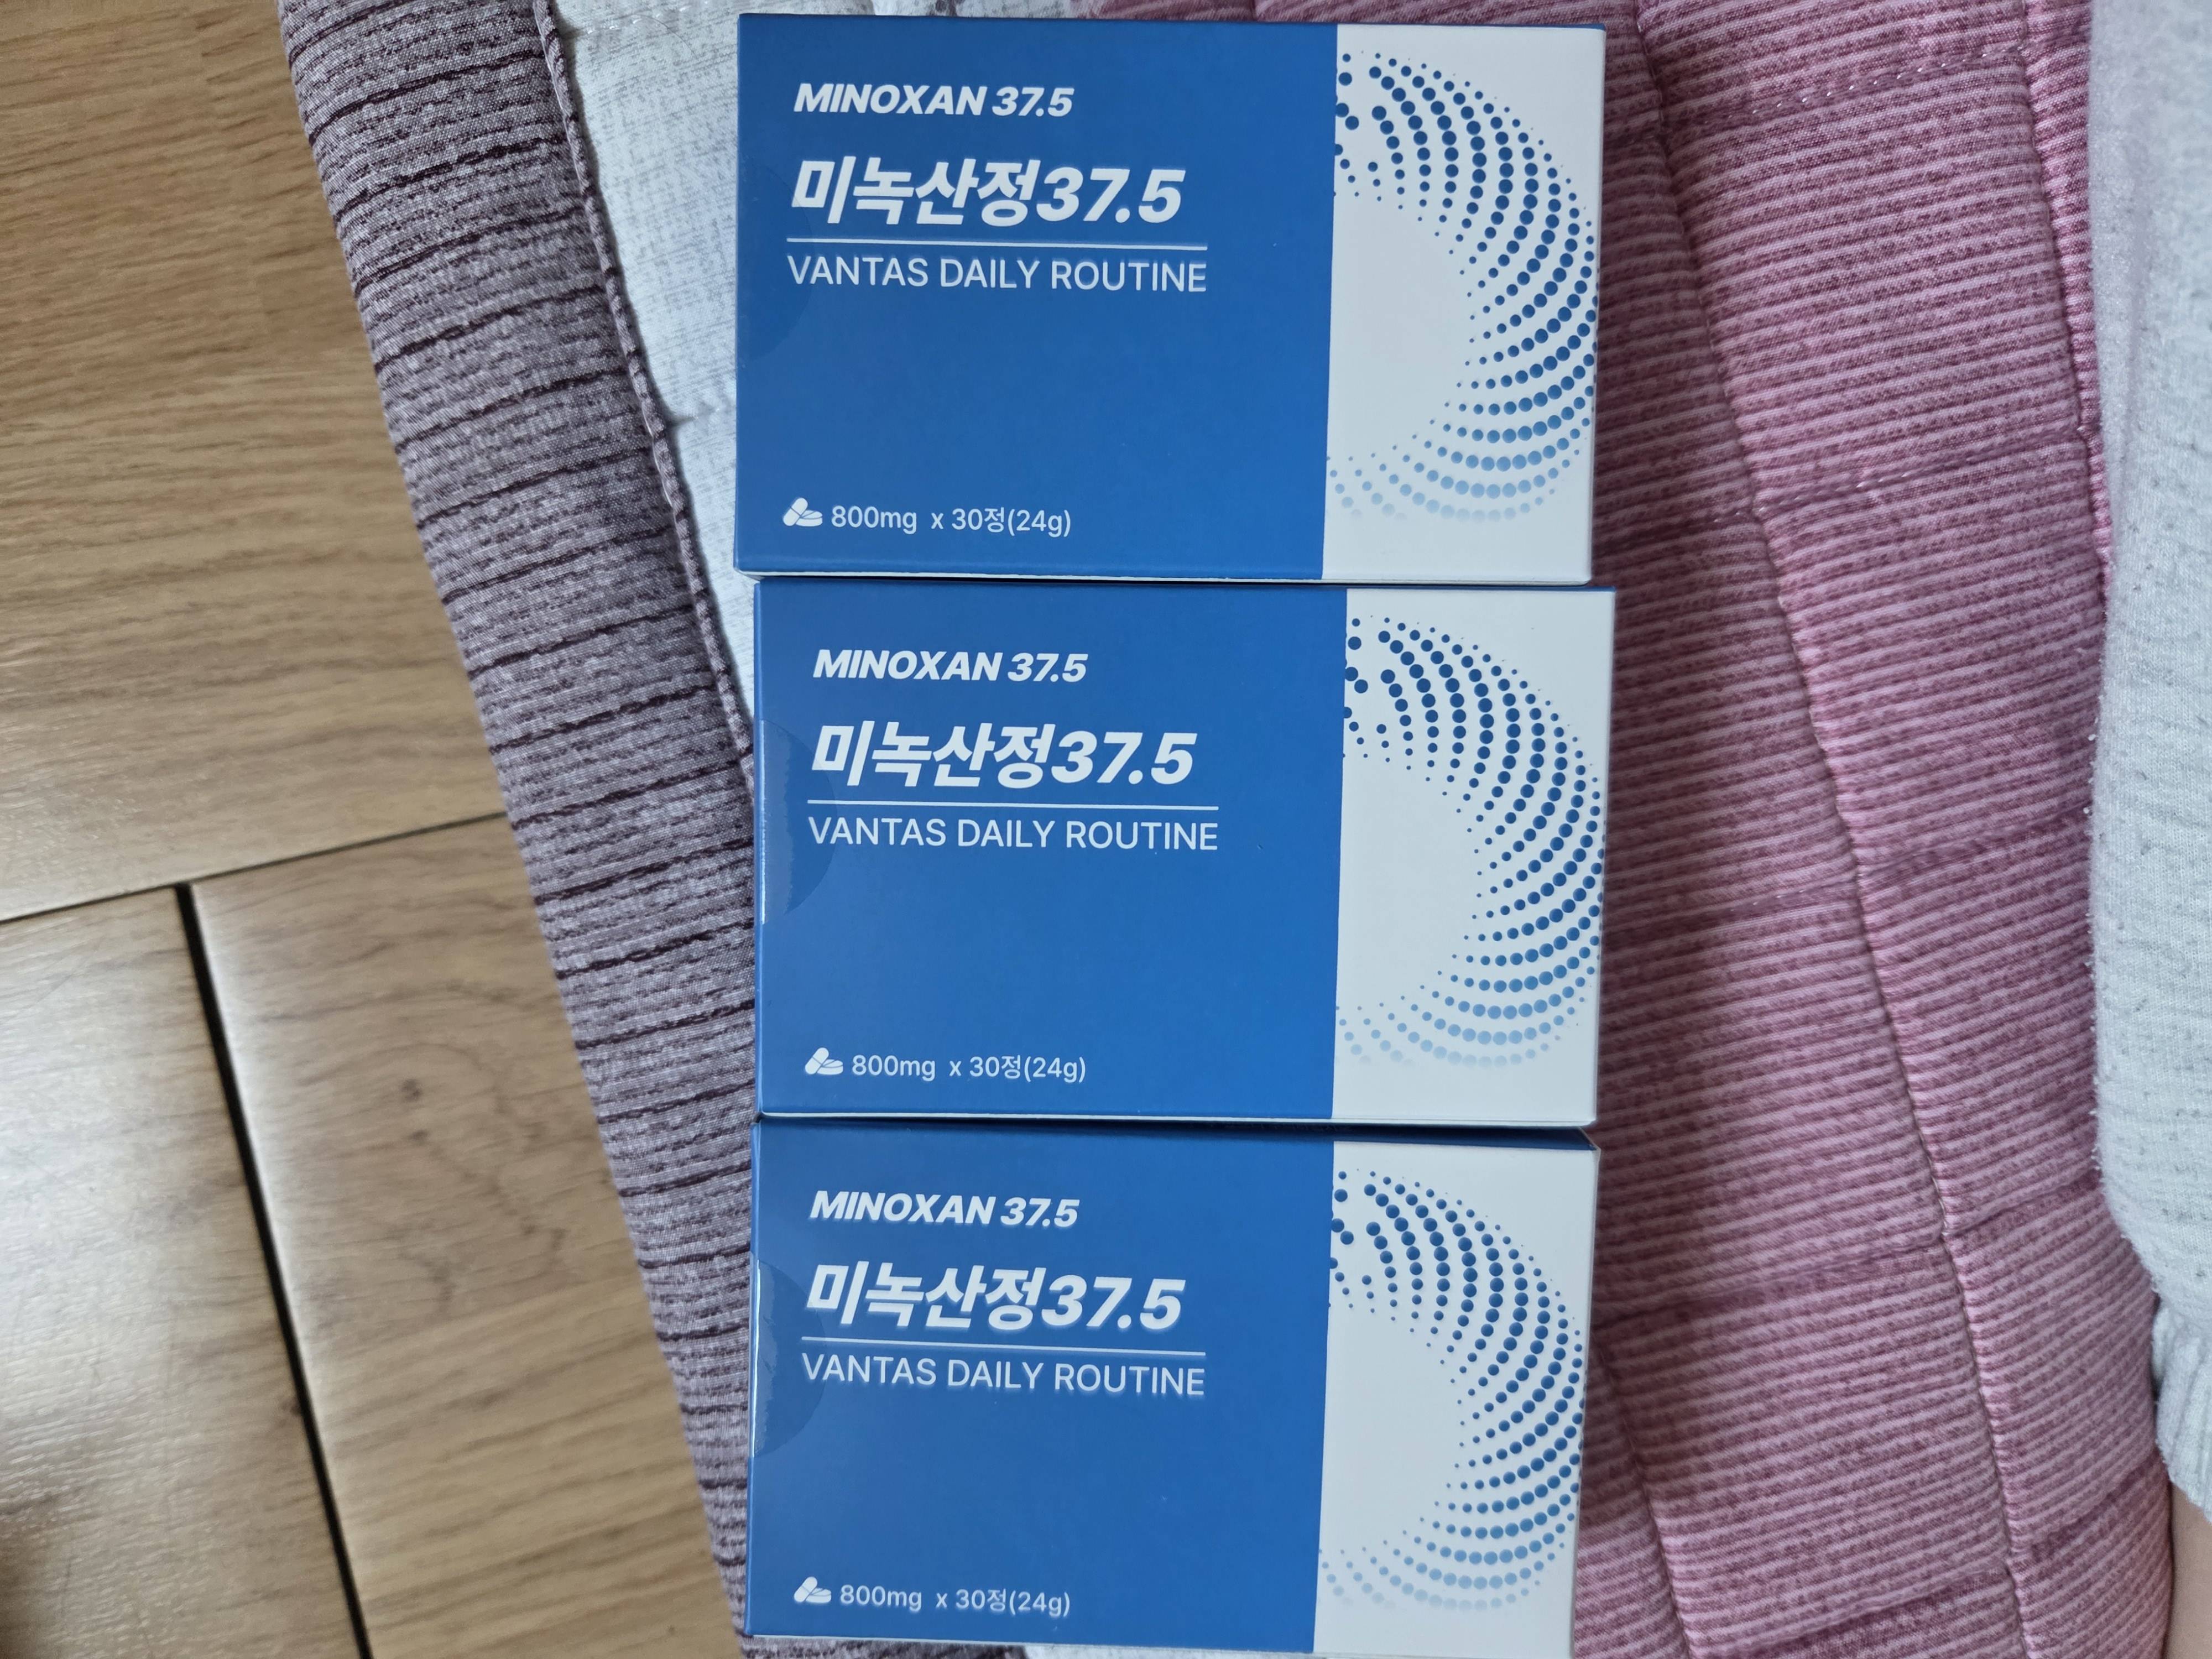 MINOXAN 37.5
미녹산정37.5
VANTAS DAILY ROUTINE
800mg x 30정(24g)
MINOXAN 37.5
미녹산정37.5
VANTAS DAILY ROUTINE
800mg x 30정(24g)
MINOXAN 37.5
미녹산정37.5
VANTAS DAILY ROUTINE
800mg x 30정(24g)